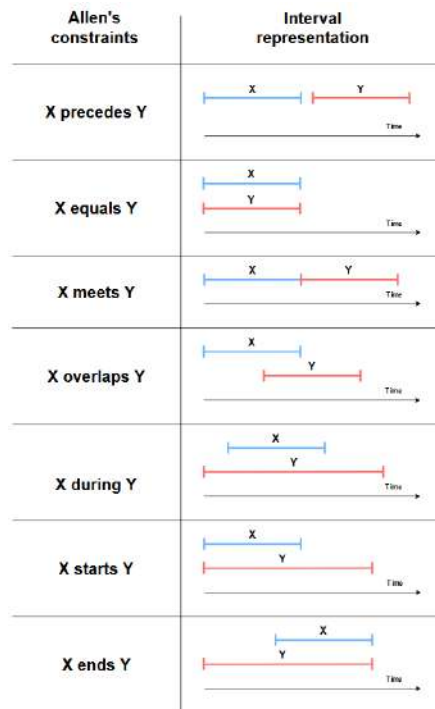 Allen's
constraints
Interval
representation
X precedes Y
X
Y
Time
X equals Y
X
Y
Time
X meets Y
X
Y
Time
X overlaps Y
X
Y
Time
X during Y
X
Y
Time
X starts Y
X
Y
Time
X ends Y
X
Y
Time